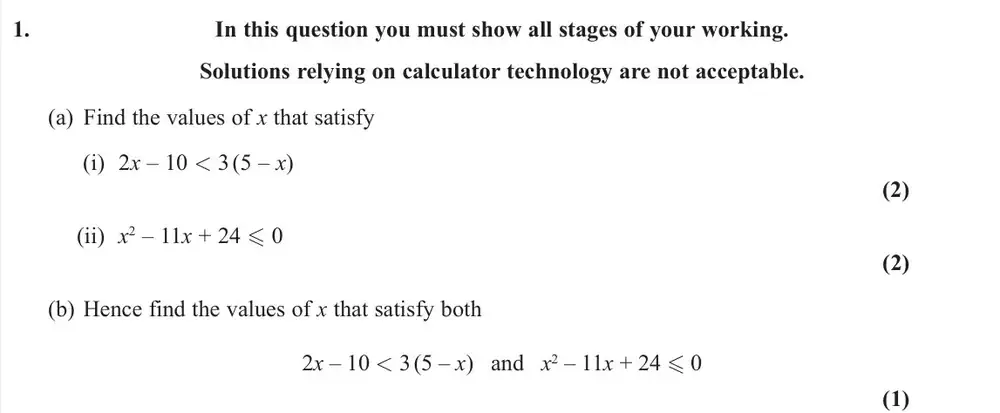 1. In this question you must show all stages of your working.
Solutions relying on calculator technology are not acceptable.
(a) Find the values of x that satisfy
(i) 2x – 10 < 3(5 – x)
(2)
(ii) x² – 11x + 24 ⩽ 0
(2)
(b) Hence find the values of x that satisfy both
2x – 10 < 3(5 – x) and x² – 11x + 24 ⩽ 0
(1)